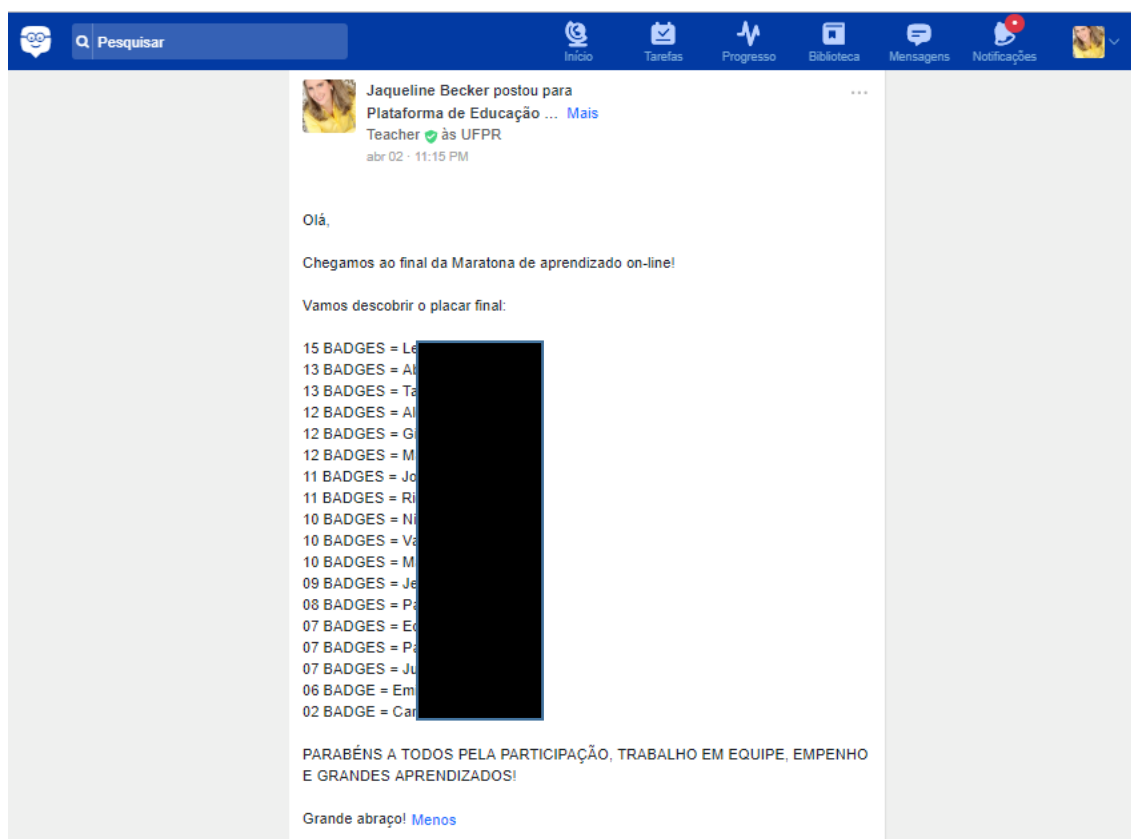 Pesquisar
Início
Tarefas
Progresso
Biblioteca
Mensagens
Notificações
Jaqueline Becker postou para
Plataforma de Educação ... Mais
Teacher às UFPR
abr 02 · 11:15 PM
Olá,
Chegamos ao final da Maratona de aprendizado on-line!
Vamos descobrir o placar final:
15 BADGES = Le
13 BADGES =
13 BADGES = Ta
12 BADGES = Al
12 BADGES = Gi
12 BADGES = M
11 BADGES = Jo
11 BADGES = Ri
10 BADGES = Ni
10 BADGES = Va
10 BADGES = M
09 BADGES = Je
08 BADGES = Pa
07 BADGES =
07 BADGES = Pa
07 BADGES = Ju
06 BADGE = Em
02 BADGE = Car
PARABÉNS A TODOS PELA PARTICIPAÇÃO, TRABALHO EM EQUIPE, EMPENHO
E GRANDES APRENDIZADOS!
Grande abraço! Menos